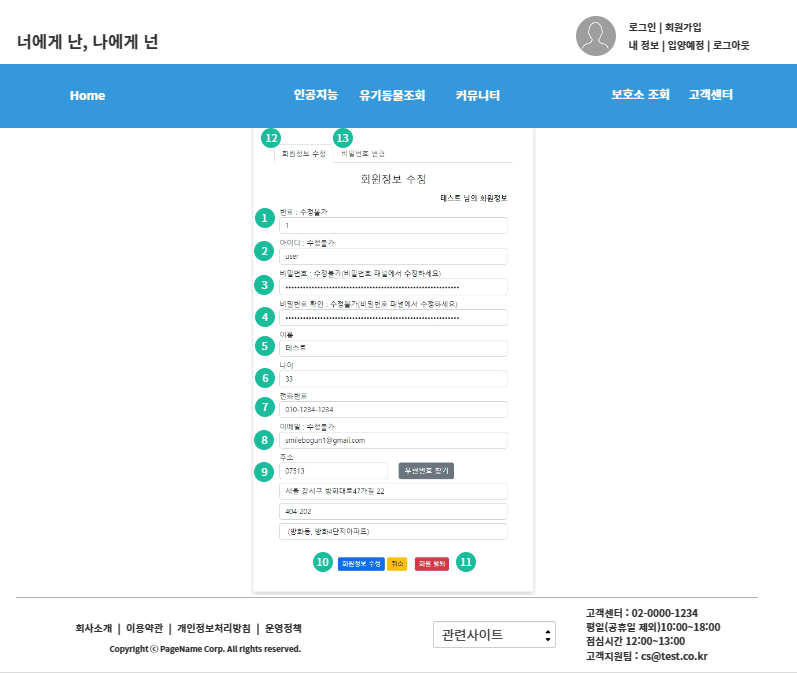 너에게 난, 나에게 넌
로그인 | 회원가입
내 정보 | 입양예정 | 로그아웃
Home 인공지능 유기동물조회 커뮤니티 보호소 조회 고객센터
12 13
회원정보 수정 비밀번호 변경
회원정보 수정
테스트 님의 회원정보
1 번호 : 수정불가
1
2 아이디 : 수정불가
user
3 비밀번호 : 수정불가(비밀번호 패널에서 수정하세요)
4 비밀번호 확인 : 수정불가(비밀번호 패널에서 수정하세요)
5 이름
테스트
6 나이
33
7 전화번호
010-1234-1234
8 이메일 : 수정불가
smilebogun1@gmail.com
9 주소
07513 우편번호 찾기
서울 강서구 방화대로47가길 22
404-202
(방화동, 방화4단지아파트)
10 회원정보 수정 취소 회원 탈퇴 11
회사소개 | 이용약관 | 개인정보처리방침 | 운영정책
Copyright ⓒ PageName Corp. All rights reserved.
관련사이트
고객센터 : 02-0000-1234
평일(공휴일 제외)10:00~18:00
점심시간 12:00~13:00
고객지원팀 : cs@test.co.kr